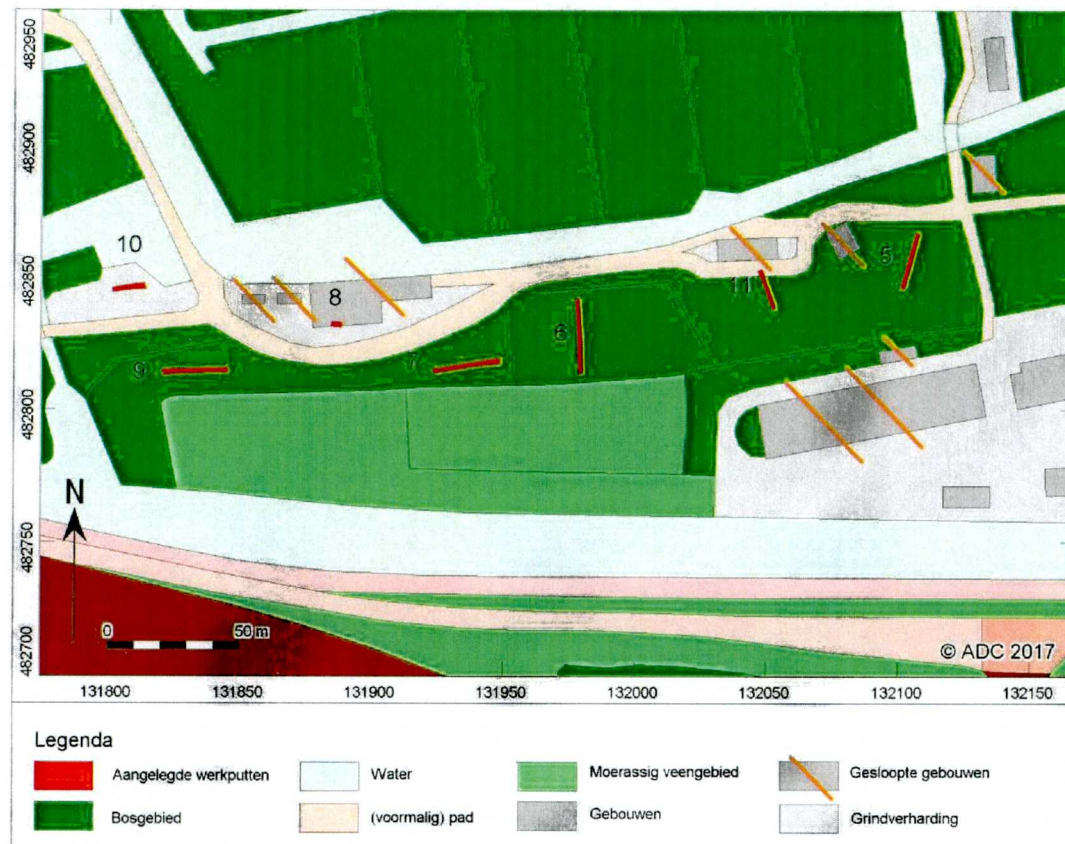 482950
482900
482850
482800
482750
482700
10
8
11
5
6
9
7
N
0 50 m
© ADC 2017
131800 131850 131900 131950 132000 132050 132100 132150
Legenda
Aangelegde werkputten Water Moerassig veengebied Gesloopte gebouwen
Bosgebied (voormalig) pad Gebouwen Grindverharding